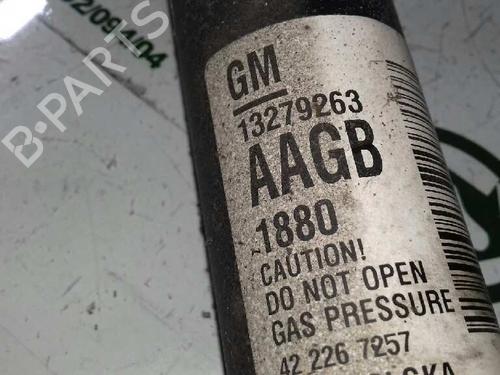 GM
13279263
AAGB
1880
CAUTION!
DO NOT OPEN
GAS PRESSURE
42 226 7257
B-PARTS